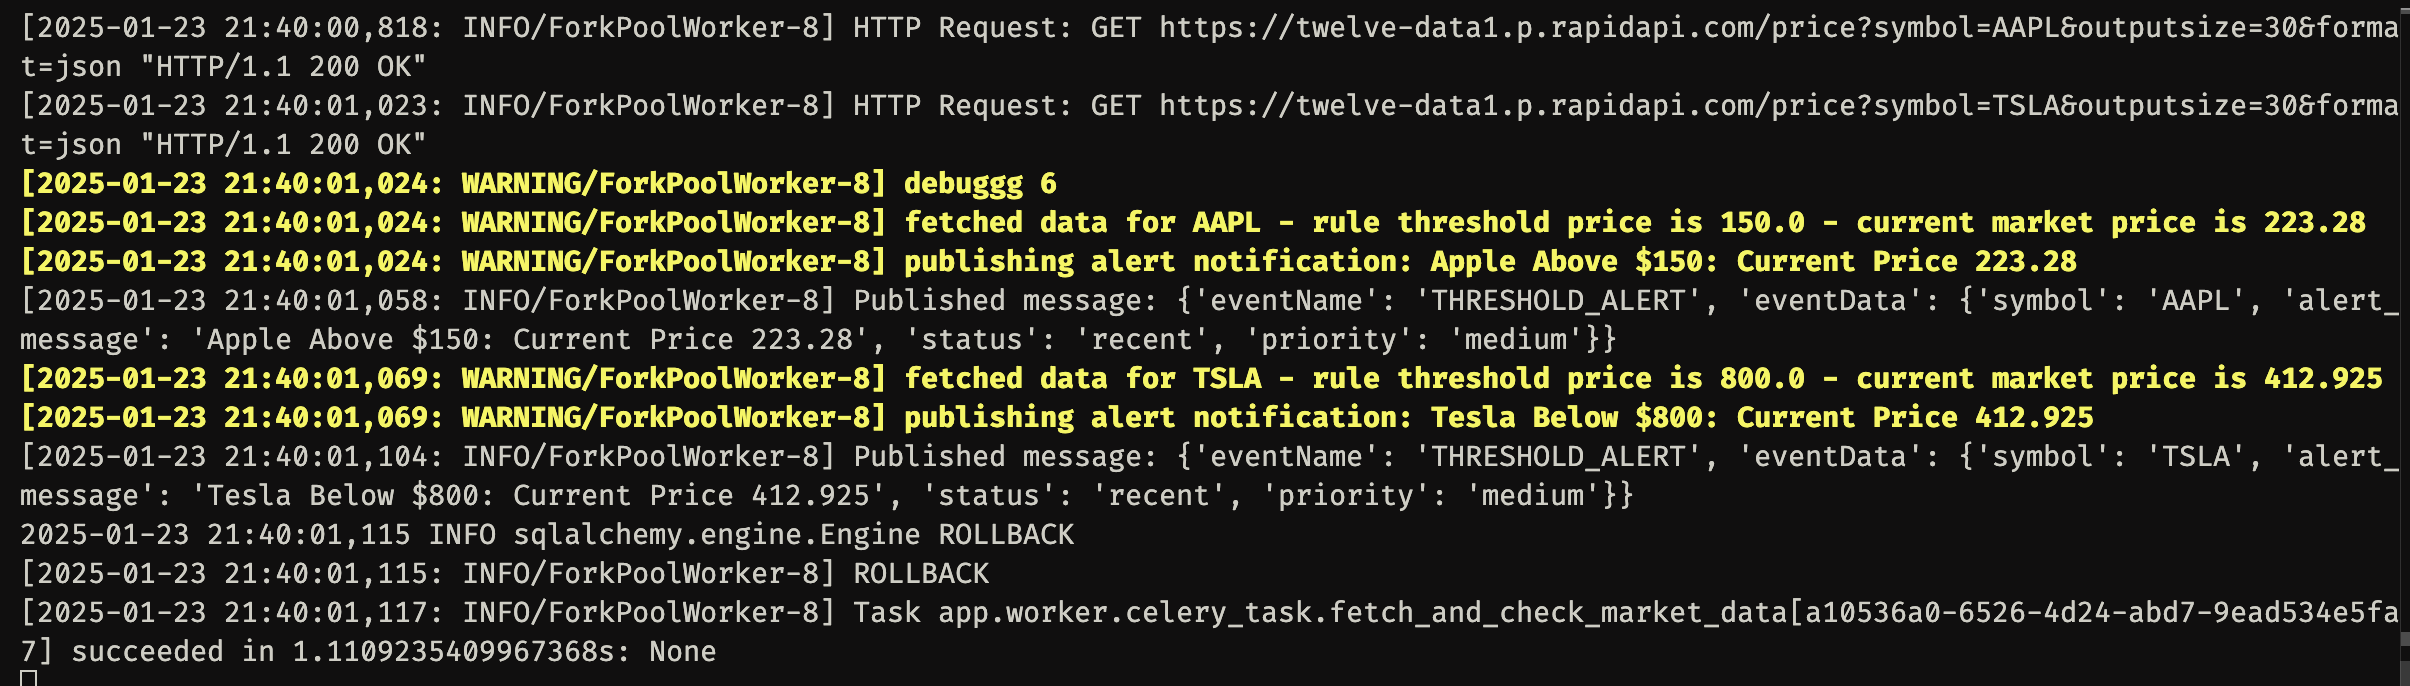 [2025-01-23 21:40:00,818: INFO/ForkPoolWorker-8] HTTP Request: GET https://twelve-data1.p.rapidapi.com/price?symbol=AAPL&outputsize=30&forma
t=json "HTTP/1.1 200 OK"
[2025-01-23 21:40:01,023: INFO/ForkPoolWorker-8] HTTP Request: GET https://twelve-data1.p.rapidapi.com/price?symbol=TSLA&outputsize=30&forma
t=json "HTTP/1.1 200 OK"
[2025-01-23 21:40:01,024: WARNING/ForkPoolWorker-8] debuggg 6
[2025-01-23 21:40:01,024: WARNING/ForkPoolWorker-8] fetched data for AAPL - rule threshold price is 150.0 - current market price is 223.28
[2025-01-23 21:40:01,024: WARNING/ForkPoolWorker-8] publishing alert notification: Apple Above $150: Current Price 223.28
[2025-01-23 21:40:01,058: INFO/ForkPoolWorker-8] Published message: {'eventName': 'THRESHOLD_ALERT', 'eventData': {'symbol': 'AAPL', 'alert_
message': 'Apple Above $150: Current Price 223.28', 'status': 'recent', 'priority': 'medium'}}
[2025-01-23 21:40:01,069: WARNING/ForkPoolWorker-8] fetched data for TSLA - rule threshold price is 800.0 - current market price is 412.925
[2025-01-23 21:40:01,069: WARNING/ForkPoolWorker-8] publishing alert notification: Tesla Below $800: Current Price 412.925
[2025-01-23 21:40:01,104: INFO/ForkPoolWorker-8] Published message: {'eventName': 'THRESHOLD_ALERT', 'eventData': {'symbol': 'TSLA', 'alert_
message': 'Tesla Below $800: Current Price 412.925', 'status': 'recent', 'priority': 'medium'}}
2025-01-23 21:40:01,115 INFO sqlalchemy.engine.Engine ROLLBACK
[2025-01-23 21:40:01,115: INFO/ForkPoolWorker-8] ROLLBACK
[2025-01-23 21:40:01,117: INFO/ForkPoolWorker-8] Task app.worker.celery_task.fetch_and_check_market_data[a10536a0-6526-4d24-abd7-9ead534e5fa
7] succeeded in 1.1109235409967368s: None